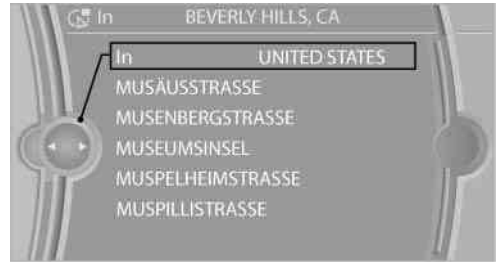 In BEVERLY HILLS, CA
In UNITED STATES
MUSÄUSSTRASSE
MUSENBERGSTRASSE
MUSEUMSINSEL
MUSPELHEIMSTRASSE
MUSPILLISTRASSE